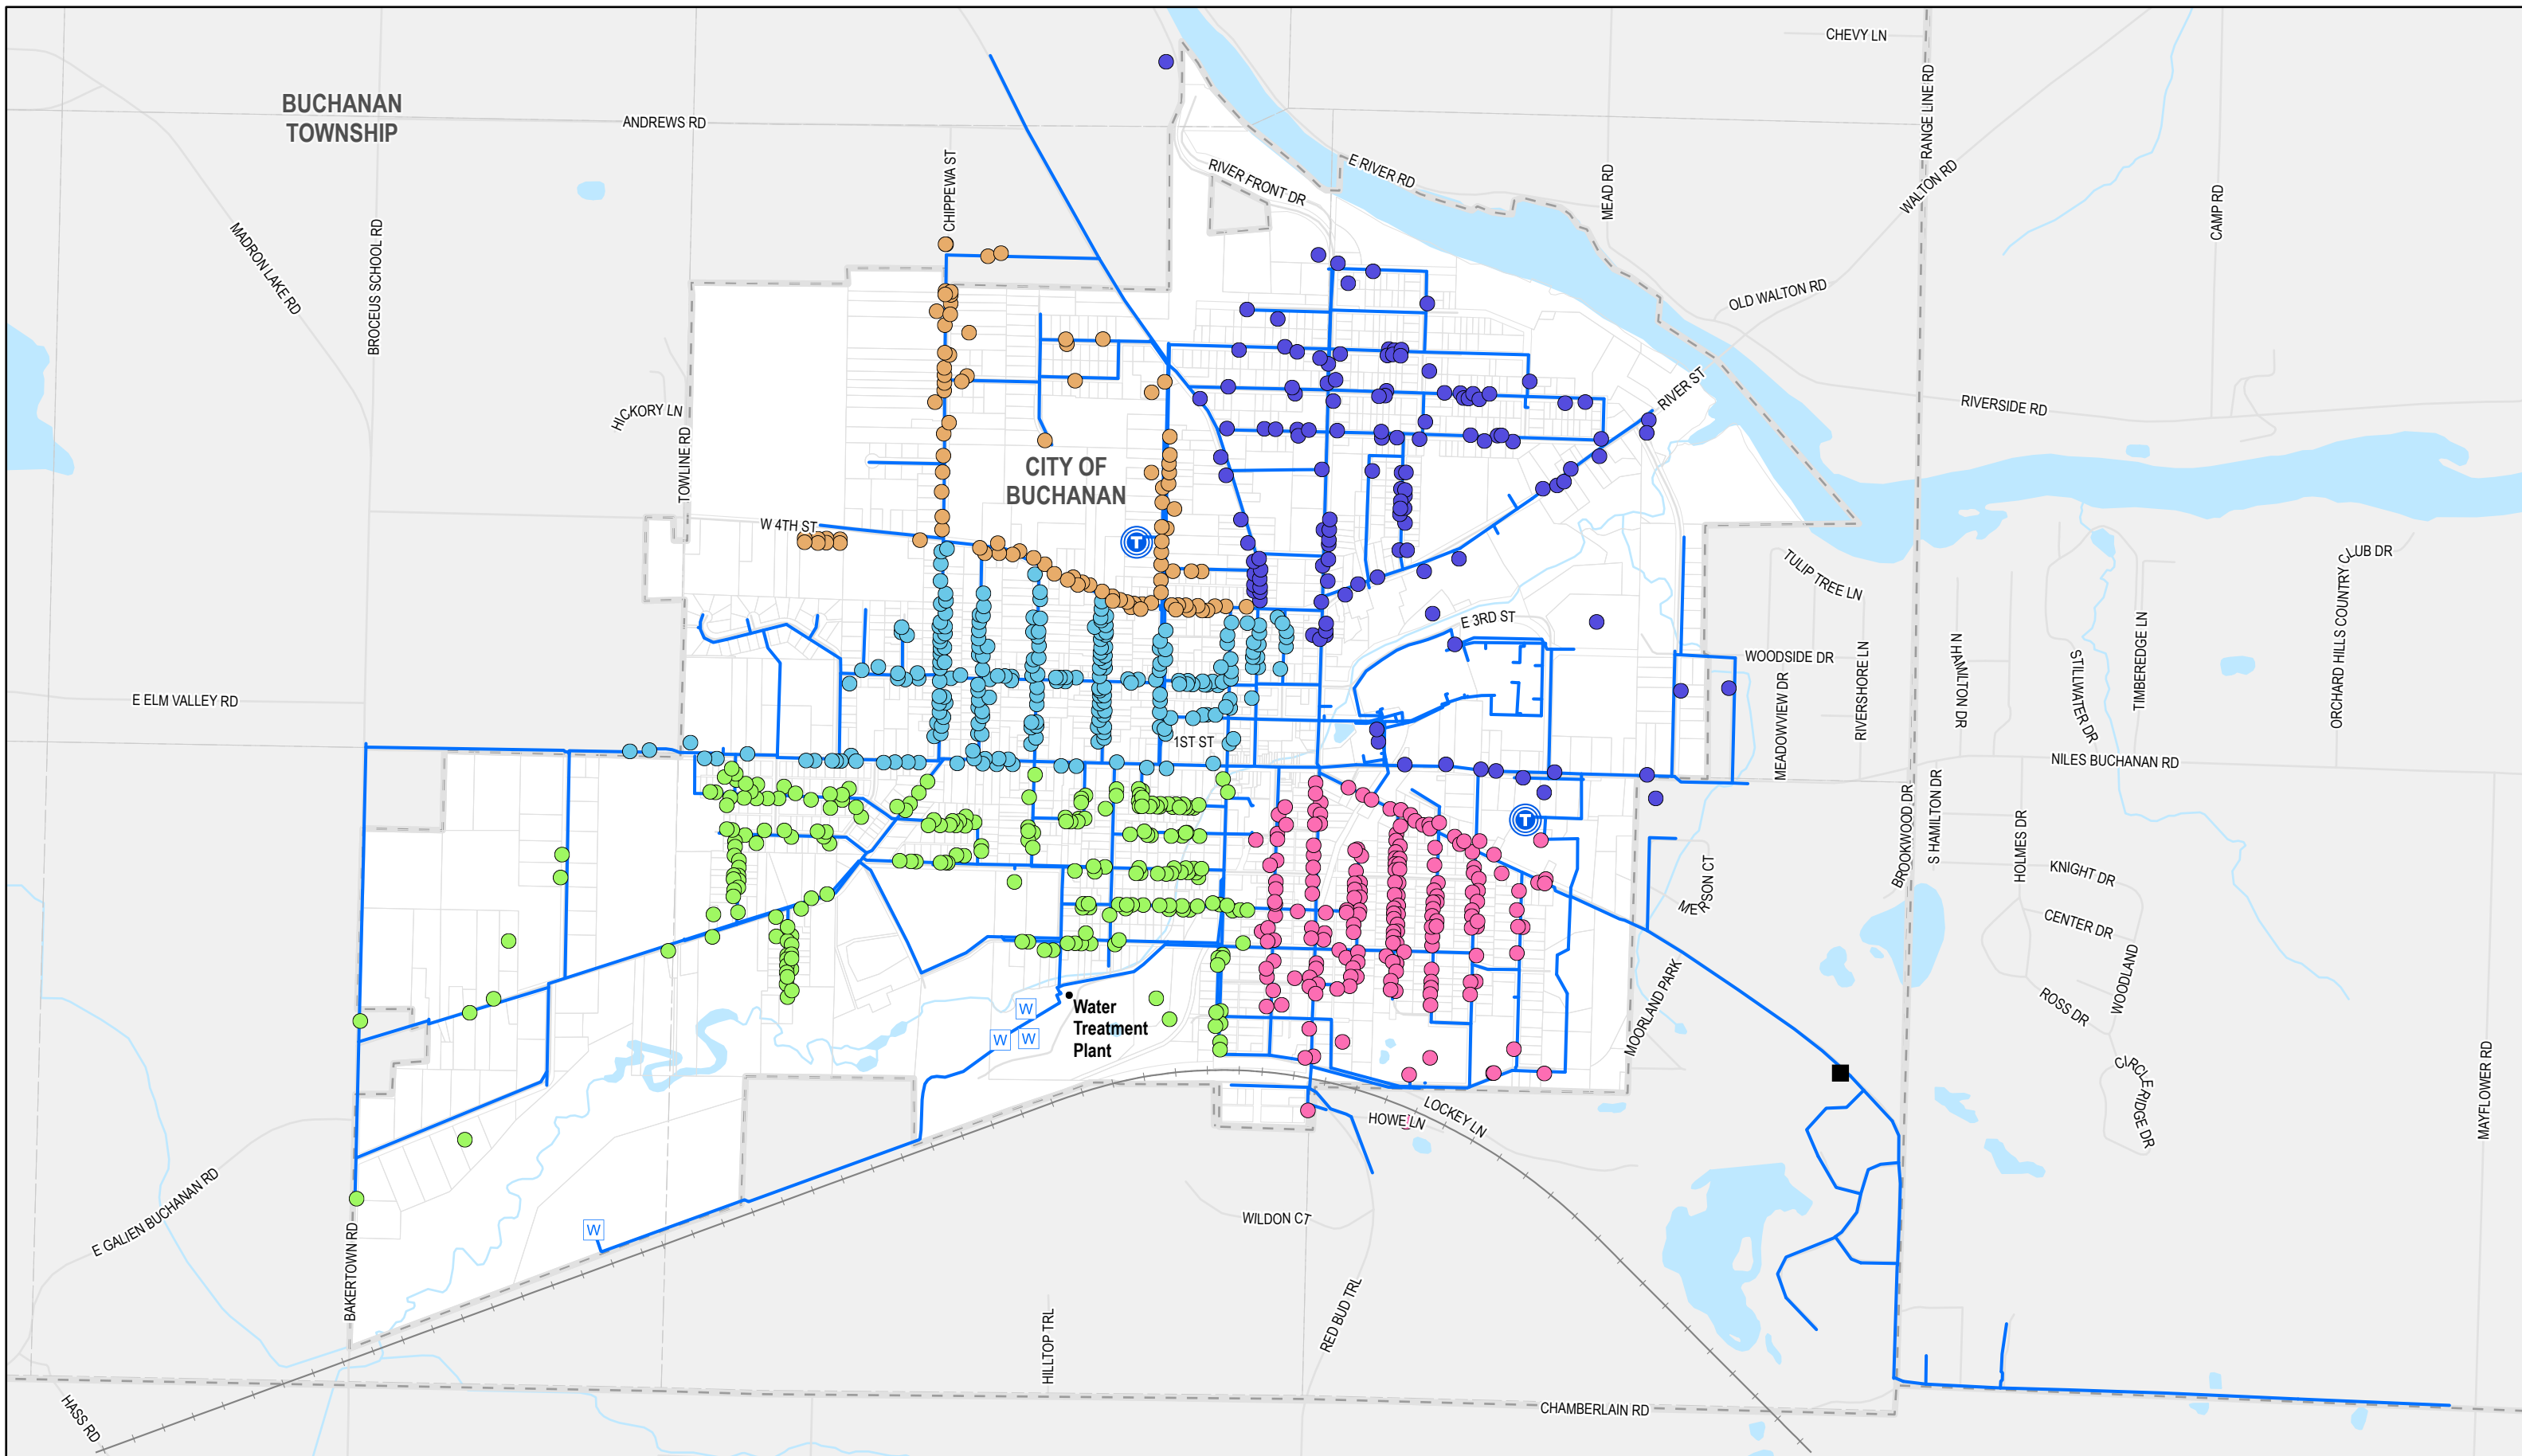 CHEVY LN
BUCHANAN
TOWNSHIP
ANDREWS RD
RANGE LINE RD
CHIPPEWA ST
E RIVER RD
RIVER FRONT DR
MEAD RD
WALTON RD
CAMP RD
MADRON LAKE RD
BROCEUS SCHOOL RD
OLD WALTON RD
HICKORY LN
RIVER ST
RIVERSIDE RD
TOWLINE RD
CITY OF
BUCHANAN
W 4TH ST
T
CLUB DR
ORCHARD HILLS COUNTRY
TULIP TREE LN
E 3RD ST
WOODSIDE DR
MEADOWVIEW DR
RIVERSHORE LN
N HAMILTON DR
STILLWATER DR
TIMBEREDGE LN
E ELM VALLEY RD
1ST ST
NILES BUCHANAN RD
T
BROOKWOOD DR
S HAMILTON DR
HOLMES DR
KNIGHT DR
MERSON CT
CENTER DR
WOODLAND
W
W
W
Water
Treatment
Plant
MOORLAND PARK
ROSS DR
CIRCLE RIDGE DR
MAYFLOWER RD
HOWE LN
LOCKEY LN
E GALIEN BUCHANAN RD
W
WILDON CT
BAKERTOWN RD
HILLTOP TRL
RED BUD TRL
HASS RD
CHAMBERLAIN RD